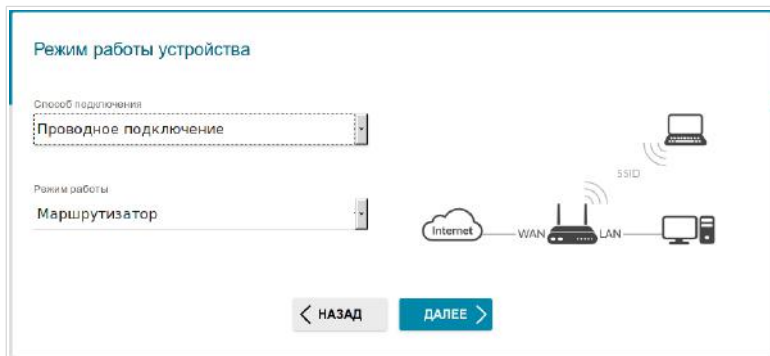 Режим работы устройства
Способ подключения
Проводное подключение
Режим работы
Маршрутизатор
SSID
Internet
WAN
LAN
НАЗАД
ДАЛЕЕ